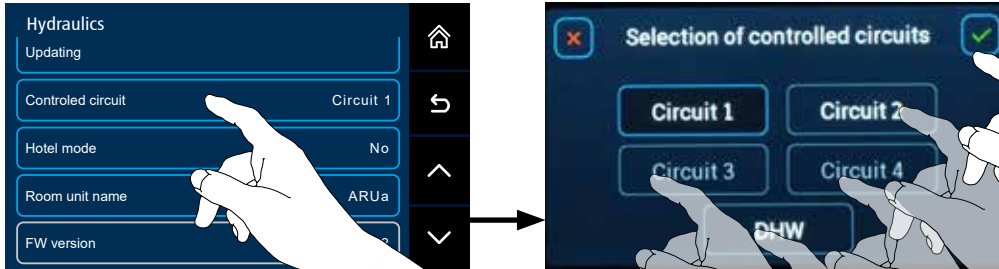 Hydraulics
Updating
Controled circuit Circuit 1
Hotel mode No
Room unit name ARUa
FW version 2
Selection of controlled circuits
Circuit 1 Circuit 2
Circuit 3 Circuit 4
DHW